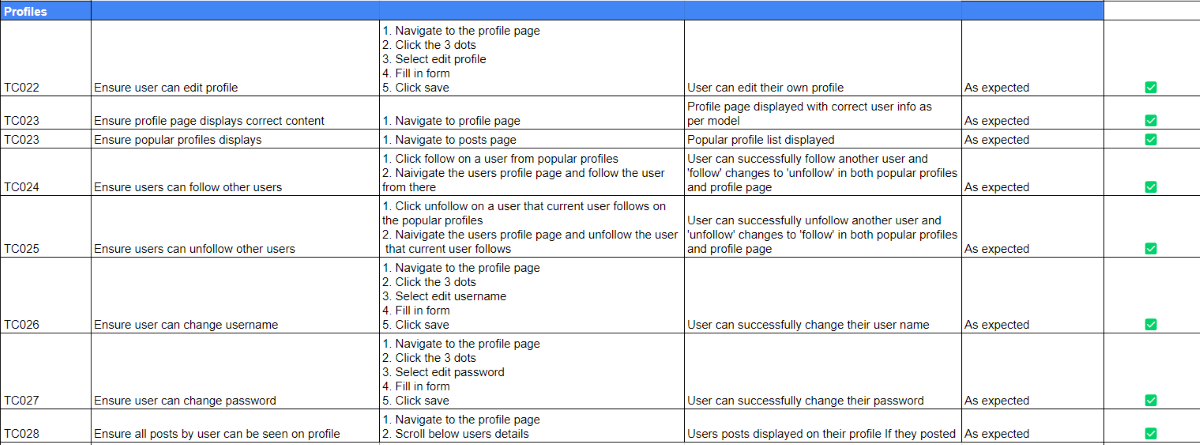 Profiles
1. Navigate to the profile page
2. Click the 3 dots
3. Select edit profile
4. Fill in form
TC022 Ensure user can edit profile 5. Click save User can edit their own profile As expected
Profile page displayed with correct user info as
TC023 Ensure profile page displays correct content 1. Navigate to profile page per model As expected
TC023 Ensure popular profiles displays 1. Navigate to posts page Popular profile list displayed As expected
1. Click follow on a user from popular profiles User can successfully follow another user and
2. Naivigate the users profile page and follow the user 'follow' changes to 'unfollow' in both popular profiles
TC024 Ensure users can follow other users from there and profile page As expected
1. Click unfollow on a user that current user follows on
the popular profiles User can successfully unfollow another user and
2. Naivigate the users profile page and unfollow the user 'unfollow' changes to 'follow' in both popular profiles
TC025 Ensure users can unfollow other users that current user follows and profile page As expected
1. Navigate to the profile page
2. Click the 3 dots
3. Select edit username
4. Fill in form
TC026 Ensure user can change username 5. Click save User can successfully change their user name As expected
1. Navigate to the profile page
2. Click the 3 dots
3. Select edit password
4. Fill in form
TC027 Ensure user can change password 5. Click save User can successfully change their password As expected
1. Navigate to the profile page
TC028 Ensure all posts by user can be seen on profile 2. Scroll below users details Users posts displayed on their profile If they posted As expected